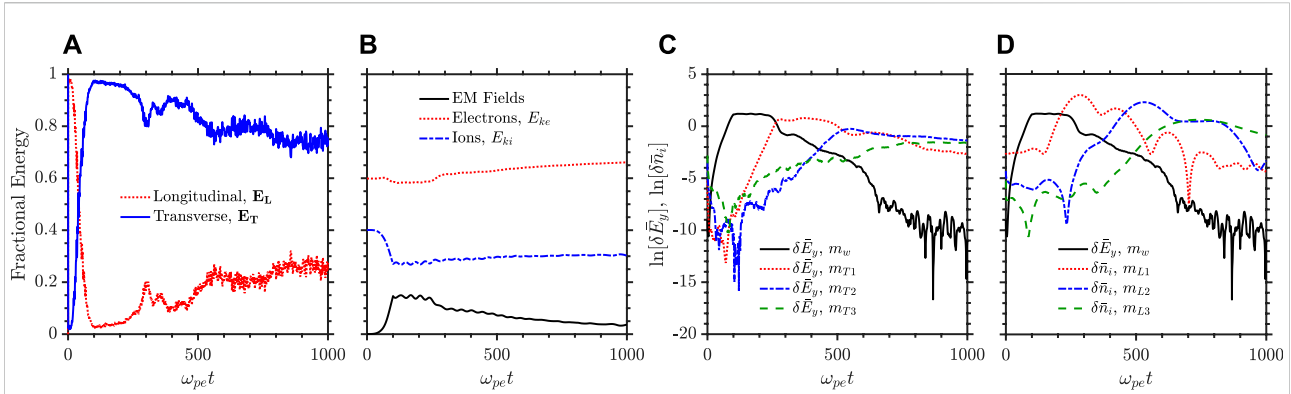 A
B
C
D
Fractional Energy
1
0.8
0.6
0.4
0.2
0
Longitudinal, E_L
Transverse, E_T
0 500 1000
ω_pe t
EM Fields
Electrons, E_ke
Ions, E_ki
0 500 1000
ω_pe t
ln[δĒ_y], ln[δn̄_i]
5
0
-5
-10
-15
-20
δĒ_y, m_w
δĒ_y, m_T1
δĒ_y, m_T2
δĒ_y, m_T3
0 500 1000
ω_pe t
δĒ_y, m_w
δn̄_i, m_L1
δn̄_i, m_L2
δn̄_i, m_L3
0 500 1000
ω_pe t